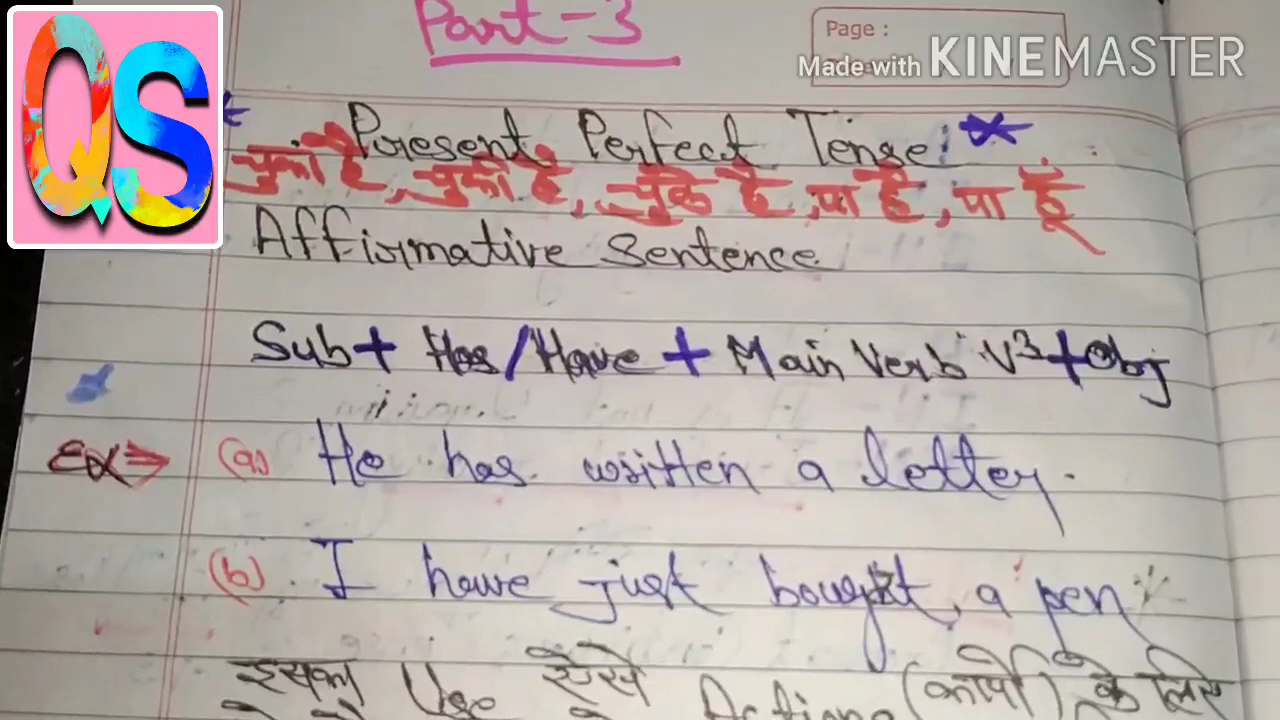 QS
Part-3
Page :
Made with KINEMASTER
Present Perfect Tense:
चुका है, चुकी है, चुके है, या है, या हूँ
Affirmative Sentence
Sub + Has/Have + Main Verb V3 + Obj
Ex⇒ (a) He has written a letter.
(b) I have just bought a pen
इसका Use ऐसे Actions (कार्यो) के लिए